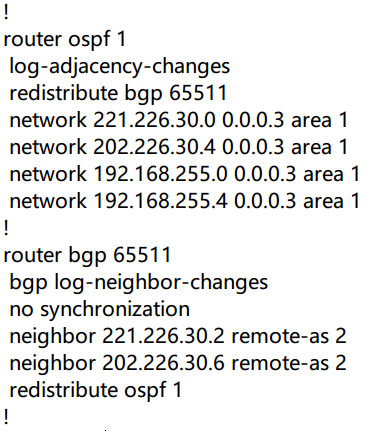 !
router ospf 1
 log-adjacency-changes
 redistribute bgp 65511
 network 221.226.30.0 0.0.0.3 area 1
 network 202.226.30.4 0.0.0.3 area 1
 network 192.168.255.0 0.0.0.3 area 1
 network 192.168.255.4 0.0.0.3 area 1
!
router bgp 65511
 bgp log-neighbor-changes
 no synchronization
 neighbor 221.226.30.2 remote-as 2
 neighbor 202.226.30.6 remote-as 2
 redistribute ospf 1
!